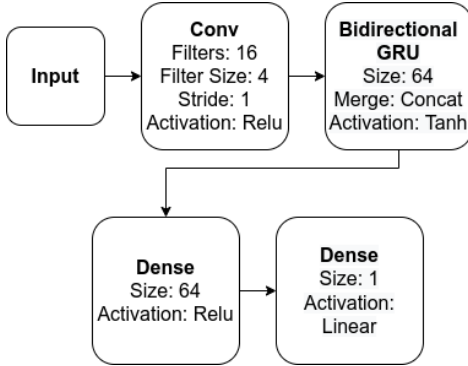 Input
Conv
Filters: 16
Filter Size: 4
Stride: 1
Activation: Relu
Bidirectional
GRU
Size: 64
Merge: Concat
Activation: Tanh
Dense
Size: 64
Activation: Relu
Dense
Size: 1
Activation:
Linear